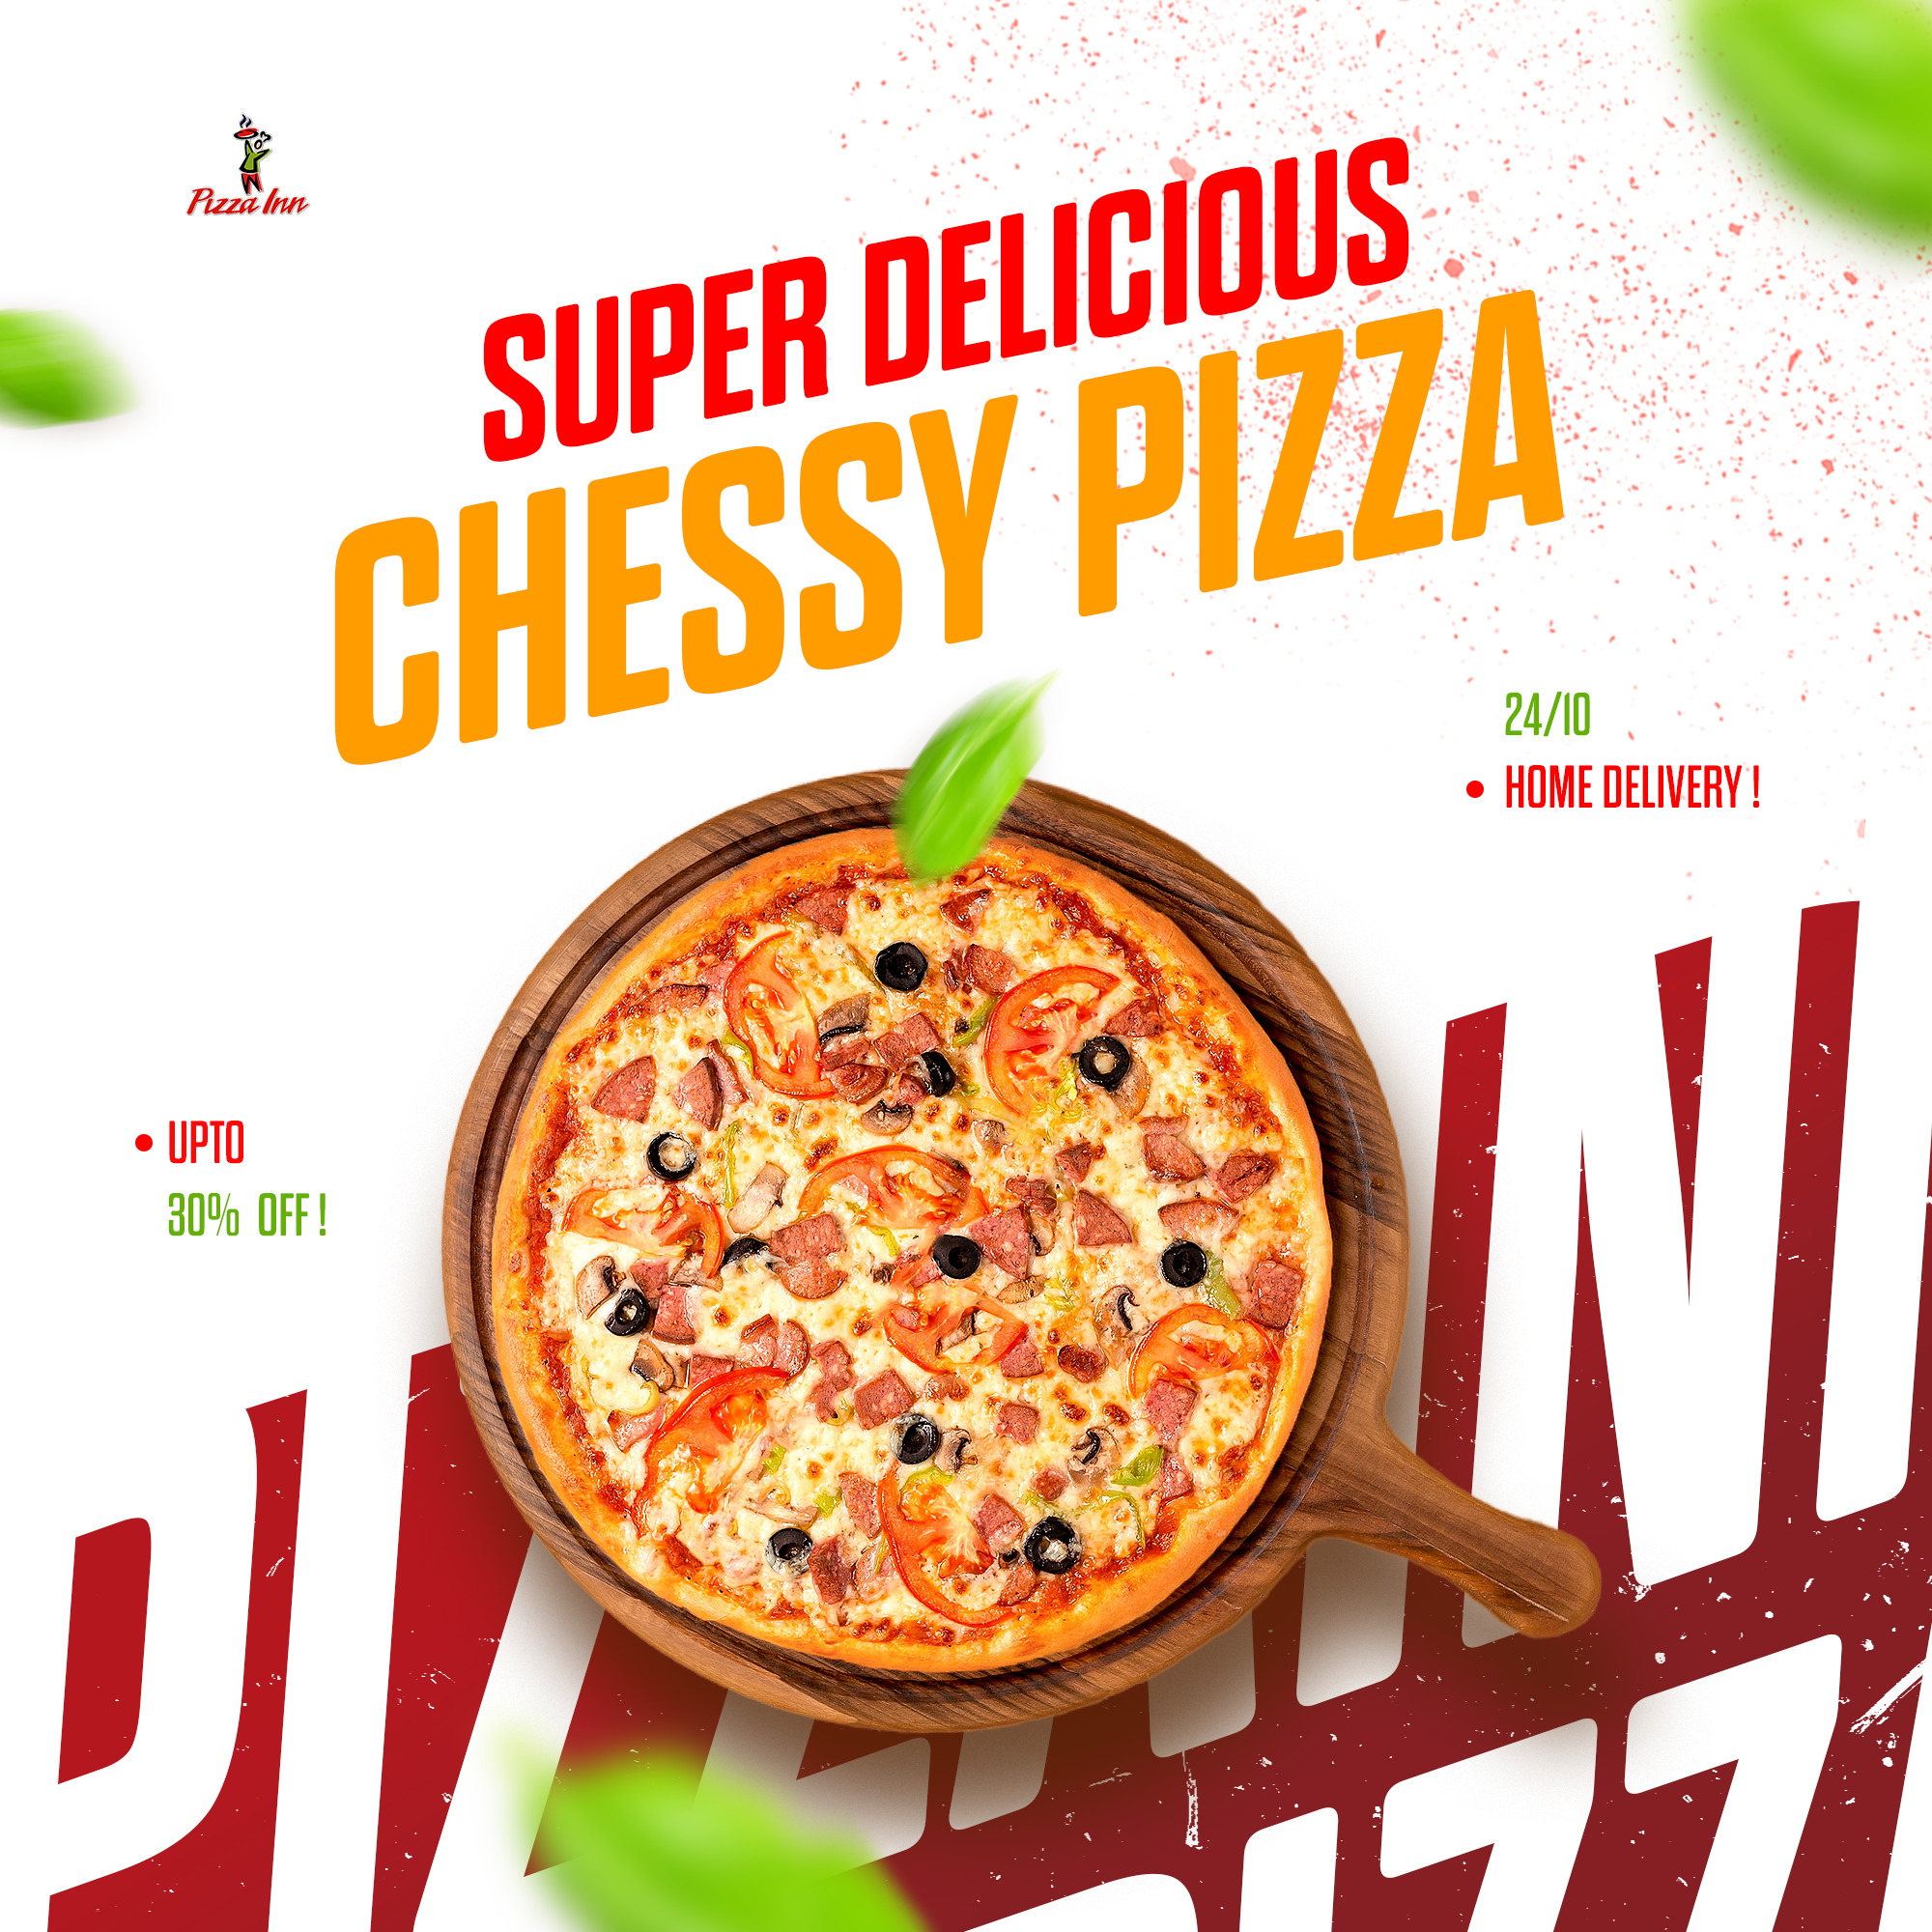 Pizza Inn
SUPER DELICIOUS
CHESSY PIZZA
24/10
• HOME DELIVERY !
• UPTO
30% OFF !